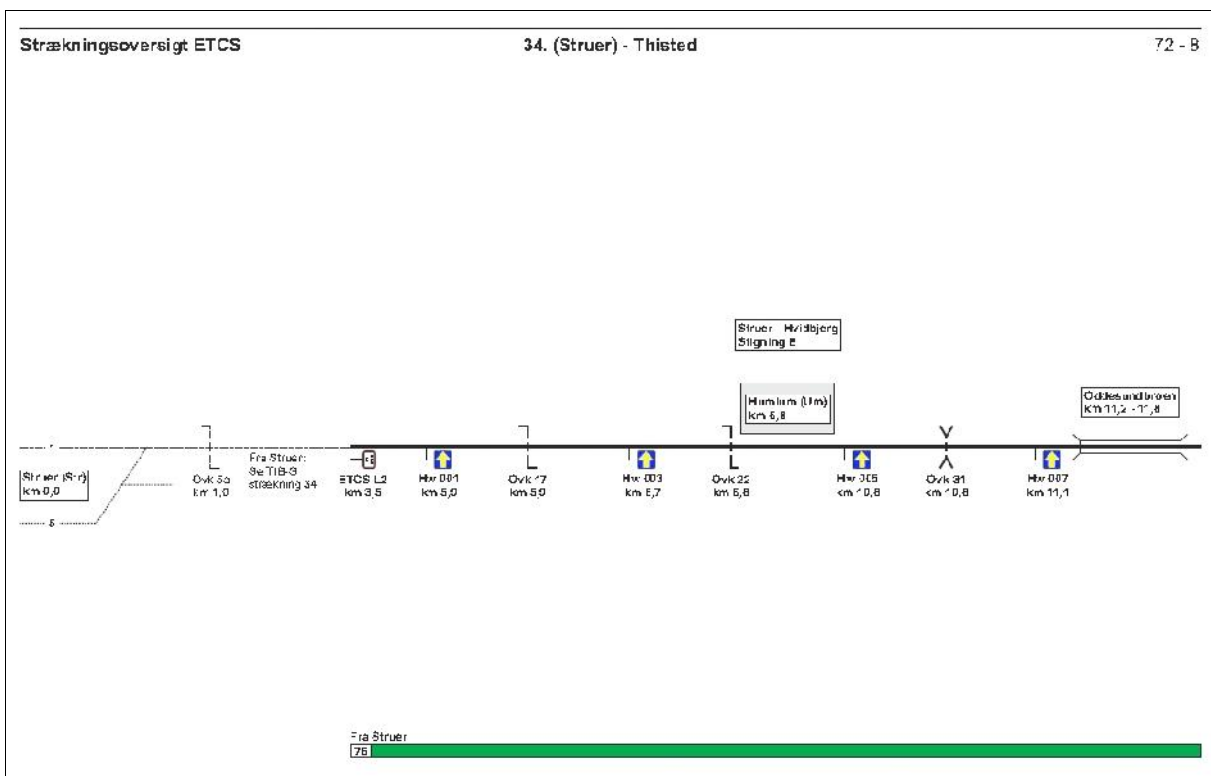 Strækningsoversigt ETCS
34. (Struer) - Thisted
72 - 8
Struer - Hvidbjerg
Stigning
Humlum (Um)
km 6,8
Oddesundbroen
km 11,2 - 11,8
Struer (Str)
km 0,0
Ovk 5a
km 1,0
Fra Struer:
Se TIB-S
strækning 34
ETCS L2
km 3,5
Hw 001
km 5,0
Ovk 17
km 5,9
Hw 003
km 6,7
Ovk 22
km 6,8
Hw 005
km 10,8
Ovk 31
km 10,8
Hw 007
km 11,1
Fra Struer
75